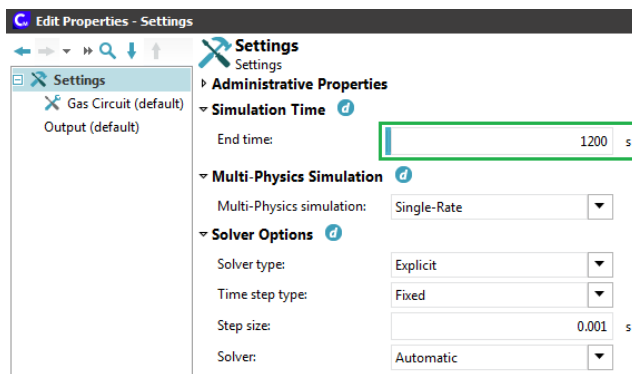 Edit Properties - Settings
Settings
Settings
Settings
Gas Circuit (default)
Output (default)
Administrative Properties
Simulation Time d
End time: 1200 s
Multi-Physics Simulation d
Multi-Physics simulation: Single-Rate
Solver Options d
Solver type: Explicit
Time step type: Fixed
Step size: 0.001 s
Solver: Automatic